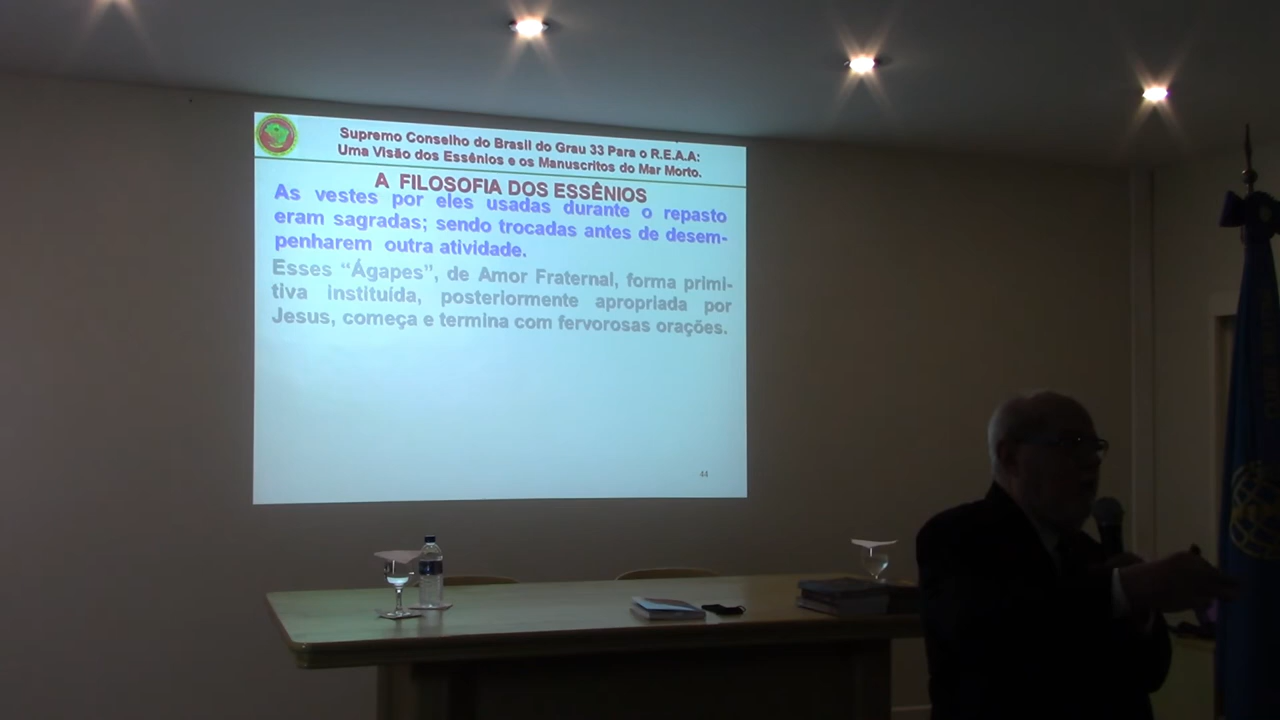 Supremo Conselho do Brasil do Grau 33 Para o R.E.A.A:
Uma Visão dos Essênios e os Manuscritos do Mar Morto.
A FILOSOFIA DOS ESSÊNIOS
As vestes por eles usadas durante o repasto
eram sagradas; sendo trocadas antes de desem-
penharem outra atividade.
Esses “Ágapes”, de Amor Fraternal, forma primi-
tiva instituída, posteriormente apropriada por
Jesus, começa e termina com fervorosas orações.
44